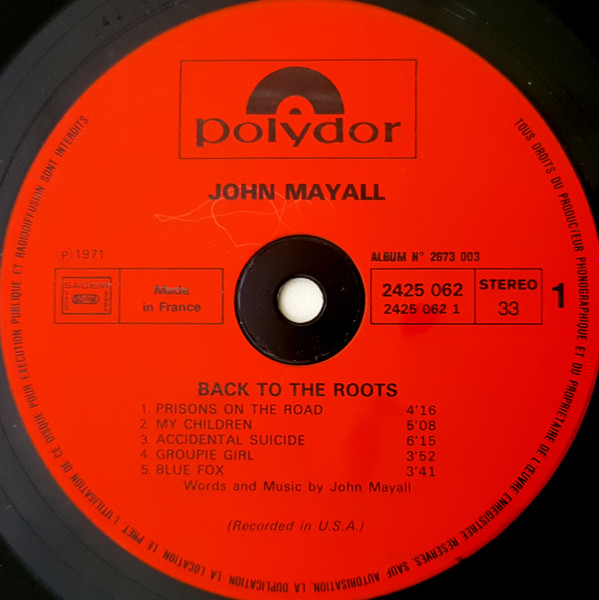 polydor
JOHN MAYALL
TOUS DROITS DU PRODUCTEUR PHONOGRAPHIQUE ET DU PROPRIETAIRE DE L'ŒUVRE ENREGISTREE RESERVES. SAUF AUTORISATION, LA DUPLICATION, LA LOCATION, LE PRET, L'UTILISATION DE CE DISQUE POUR EXECUTION PUBLIQUE ET RADIODIFFUSION SONT INTERDITS
Ⓟ1971
ALBUM N° 2673 003
SACEM
Made
in France
2425 062
2425 062 1
STEREO
33
1
BACK TO THE ROOTS
1. PRISONS ON THE ROAD 4'16
2. MY CHILDREN 5'08
3. ACCIDENTAL SUICIDE 6'15
4. GROUPIE GIRL 3'52
5. BLUE FOX 3'41
Words and Music by John Mayall
(Recorded in U.S.A.)